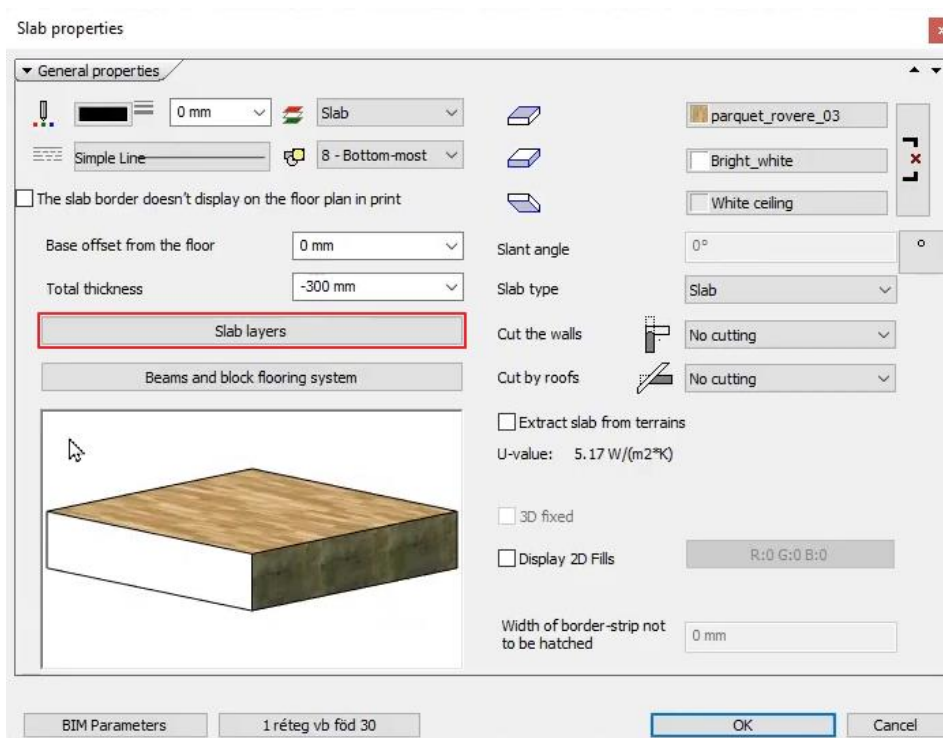 Slab properties
General properties
0 mm
Slab
parquet_rovere_03
Simple Line
8 - Bottom-most
Bright_white
The slab border doesn't display on the floor plan in print
White ceiling
Base offset from the floor
0 mm
Slant angle
0°
Total thickness
-300 mm
Slab type
Slab
Slab layers
Cut the walls
No cutting
Beams and block flooring system
Cut by roofs
No cutting
Extract slab from terrains
U-value: 5.17 W/(m2*K)
3D fixed
Display 2D Fills
R:0 G:0 B:0
Width of border-strip not
to be hatched
0 mm
BIM Parameters
1 réteg vb föd 30
OK
Cancel